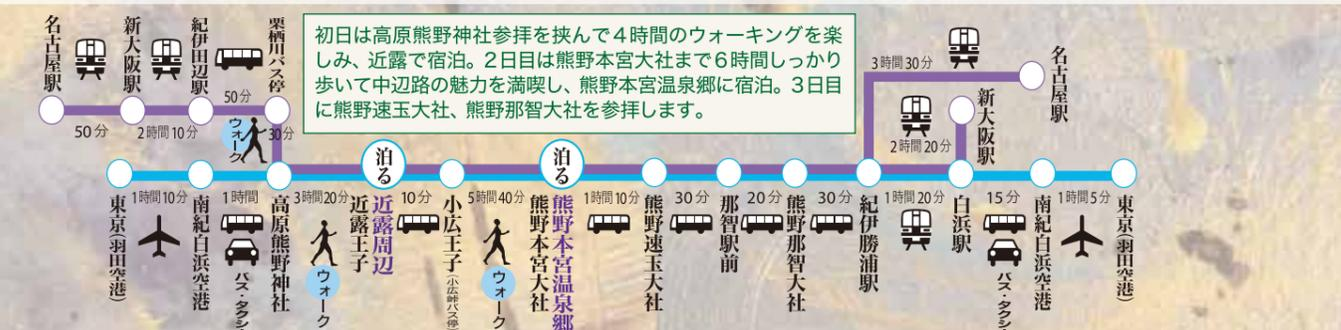 名古屋駅
新大阪駅
紀伊田辺駅
栗栖川バス停
50分
2時間10分
50分
ウォーク
30分
初日は高原熊野神社参拝を挟んで4時間のウォーキングを楽
しみ、近露で宿泊。2日目は熊野本宮大社まで6時間しっかり
歩いて中辺路の魅力を満喫し、熊野本宮温泉郷に宿泊。3日目
に熊野速玉大社、熊野那智大社を参拝します。
3時間30分
名古屋駅
新大阪駅
2時間20分
泊る
泊る
東京(羽田空港)
1時間10分
南紀白浜空港
1時間
バス・タクシ
高原熊野神社
3時間20分
ウォーク
近露王子
近露周辺
10分
小広王子
(小広峠バス停)
5時間40分
ウォーク
熊野本宮大社
熊野本宮温泉郷
1時間10分
熊野速玉大社
30分
那智駅前
20分
熊野那智大社
30分
紀伊勝浦駅
1時間20分
白浜駅
15分
バス・タクシ
南紀白浜空港
1時間5分
東京(羽田空港)